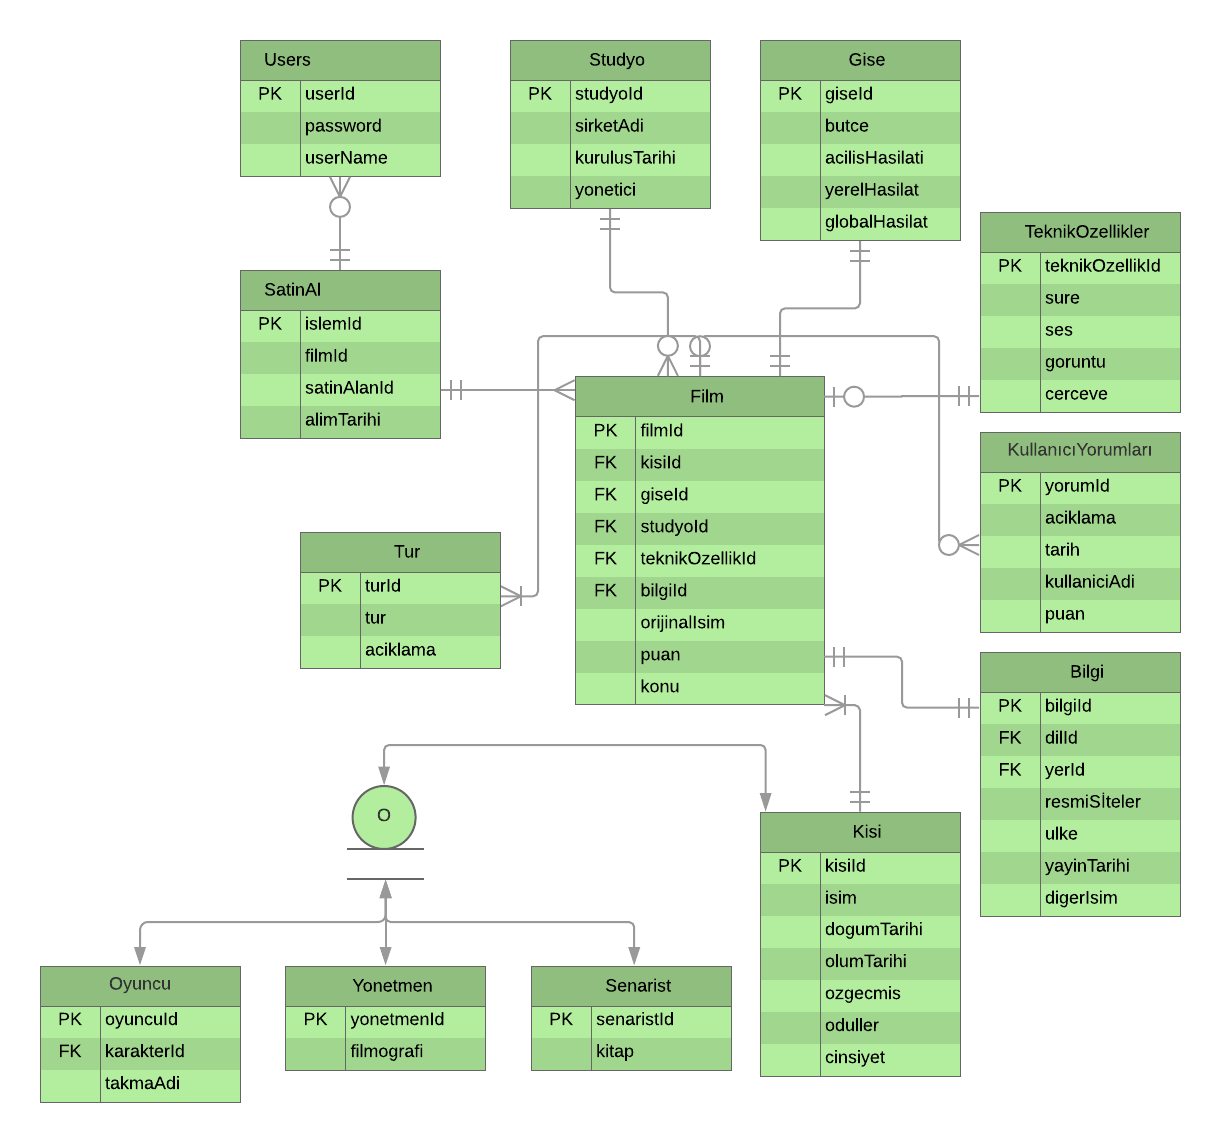 Users
PK userId
password
userName
Studyo
PK studyoId
sirketAdi
kurulusTarihi
yonetici
Gise
PK giseId
butce
acilisHasilati
yerelHasilat
globalHasilat
TeknikOzellikler
PK teknikOzellikId
sure
ses
goruntu
cerceve
SatinAl
PK islemId
filmId
satinAlanId
alimTarihi
Film
PK filmId
FK kisiId
FK giseId
FK studyoId
FK teknikOzellikId
FK bilgiId
orijinalIsim
puan
konu
KullanıcıYorumları
PK yorumId
aciklama
tarih
kullaniciAdi
puan
Tur
PK turId
tur
aciklama
Bilgi
PK bilgiId
FK dilId
FK yerId
resmiSİteler
ulke
yayinTarihi
digerIsim
O
Kisi
PK kisiId
isim
dogumTarihi
olumTarihi
ozgecmis
oduller
cinsiyet
Oyuncu
PK oyuncuId
FK karakterId
takmaAdi
Yonetmen
PK yonetmenId
filmografi
Senarist
PK senaristId
kitap